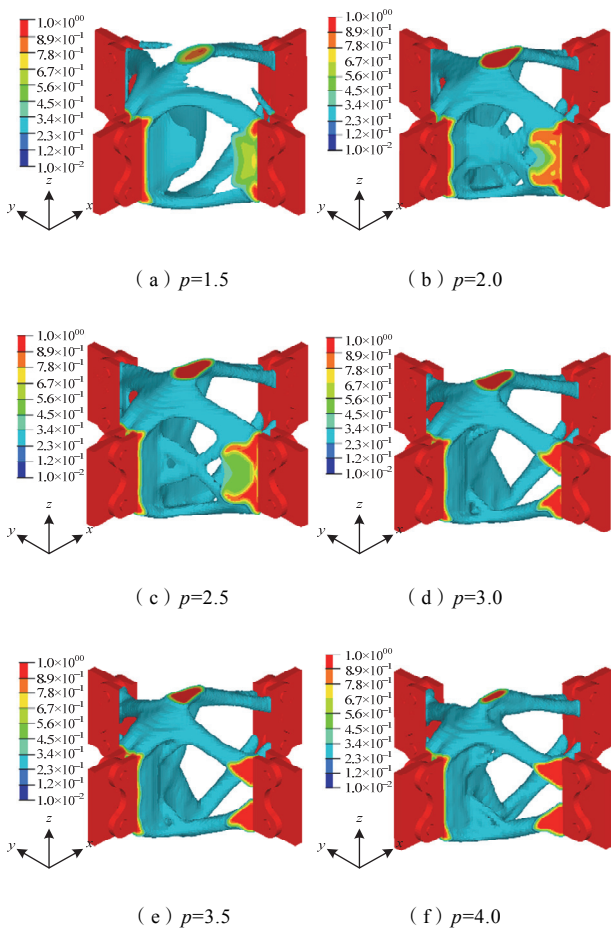 1.0×10⁰⁰
8.9×10⁻¹
7.8×10⁻¹
6.7×10⁻¹
5.6×10⁻¹
4.5×10⁻¹
3.4×10⁻¹
2.3×10⁻¹
1.2×10⁻¹
1.0×10⁻²
z
y
x
(a) p=1.5
1.0×10⁰⁰
8.9×10⁻¹
7.8×10⁻¹
6.7×10⁻¹
5.6×10⁻¹
4.5×10⁻¹
3.4×10⁻¹
2.3×10⁻¹
1.2×10⁻¹
1.0×10⁻²
z
y
x
(b) p=2.0
1.0×10⁰⁰
8.9×10⁻¹
7.8×10⁻¹
6.7×10⁻¹
5.6×10⁻¹
4.5×10⁻¹
3.4×10⁻¹
2.3×10⁻¹
1.2×10⁻¹
1.0×10⁻²
z
y
x
(c) p=2.5
1.0×10⁰⁰
8.9×10⁻¹
7.8×10⁻¹
6.7×10⁻¹
5.6×10⁻¹
4.5×10⁻¹
3.4×10⁻¹
2.3×10⁻¹
1.2×10⁻¹
1.0×10⁻²
z
y
x
(d) p=3.0
1.0×10⁰⁰
8.9×10⁻¹
7.8×10⁻¹
6.7×10⁻¹
5.6×10⁻¹
4.5×10⁻¹
3.4×10⁻¹
2.3×10⁻¹
1.2×10⁻¹
1.0×10⁻²
z
y
x
(e) p=3.5
1.0×10⁰⁰
8.9×10⁻¹
7.8×10⁻¹
6.7×10⁻¹
5.6×10⁻¹
4.5×10⁻¹
3.4×10⁻¹
2.3×10⁻¹
1.2×10⁻¹
1.0×10⁻²
z
y
x
(f) p=4.0